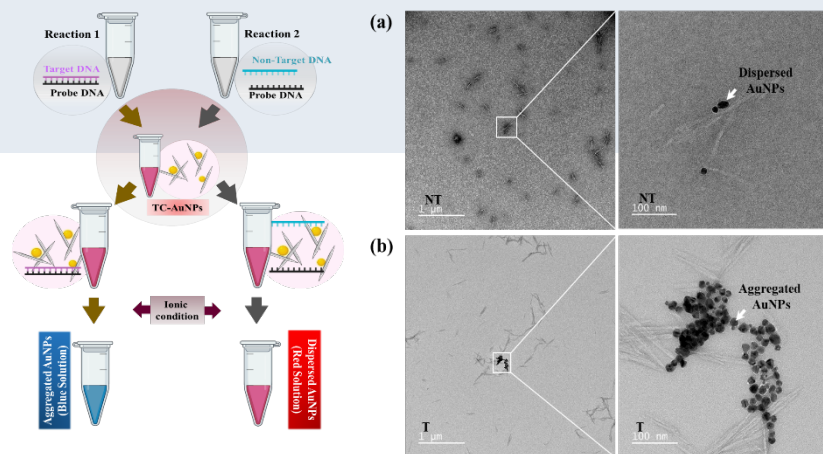 Reaction 1
Reaction 2
Target DNA
Probe DNA
Non-Target DNA
Probe DNA
TC-AuNPs
Ionic
condition
Aggregated AuNPs
(Blue Solution)
Dispersed AuNPs
(Red Solution)
(a)
NT
1 μm
Dispersed
AuNPs
NT
100 nm
(b)
T
1 μm
Aggregated
AuNPs
T
100 nm